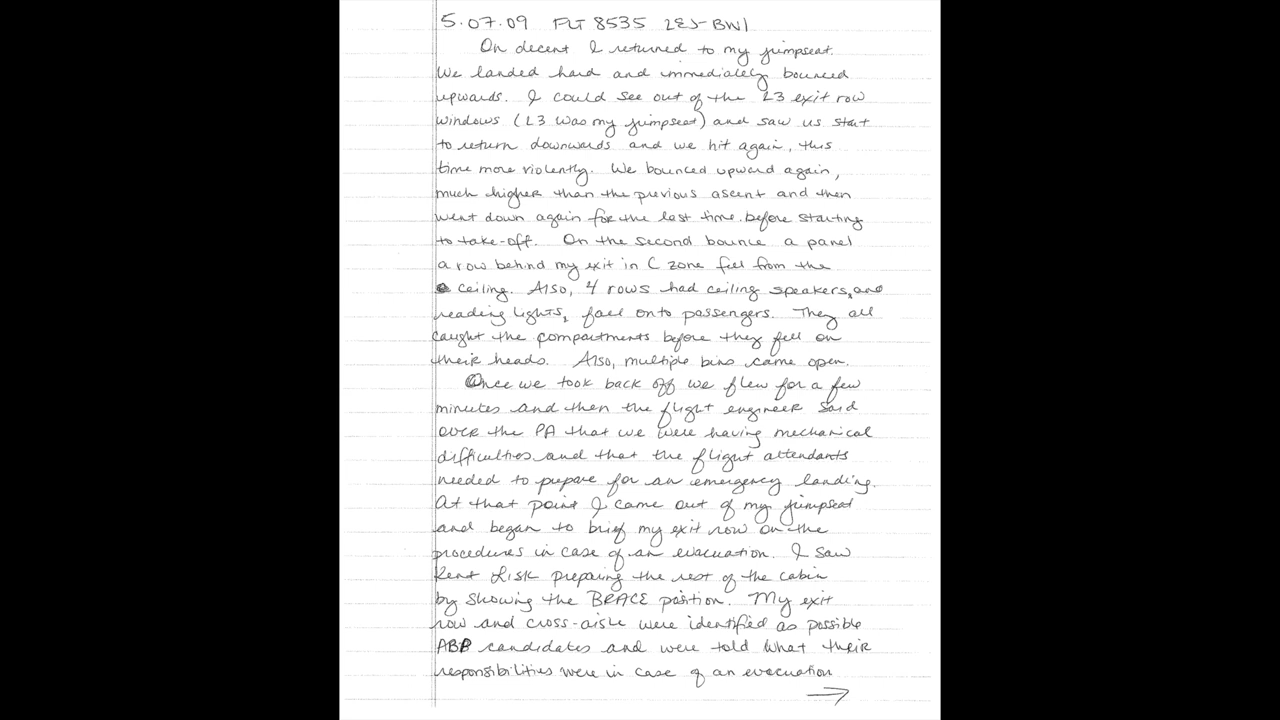 5.07.09 FLT 8535 LEJ-BWI
On decent I returned to my jumpseat.
We landed hard and immediately bounced
upwards. I could see out of the L3 exit row
windows (L3 was my jumpseat) and saw us start
to return downwards and we hit again, this
time more violently. We bounced upward again,
much higher than the previous ascent and then
went down again for the last time before starting
to take-off. On the second bounce a panel
a row behind my exit in C zone fell from the
ceiling. Also, 4 rows had ceiling speakers, and
reading lights, fall onto passengers. They all
caught the compartments before they fell on
their heads. Also, multiple bins came open.
Once we took back off we flew for a few
minutes and then the flight engineer said
over the PA that we were having mechanical
difficulties and that the flight attendants
needed to prepare for an emergency landing.
At that point I came out of my jumpseat
and began to brief my exit row on the
procedures in case of an evacuation. I saw
Kent Risk preparing the rest of the cabin
by showing the BRACE position. My exit
row and cross-aisle were identified as possible
ABP candidates and were told what their
responsibilities were in case of an evacuation
→